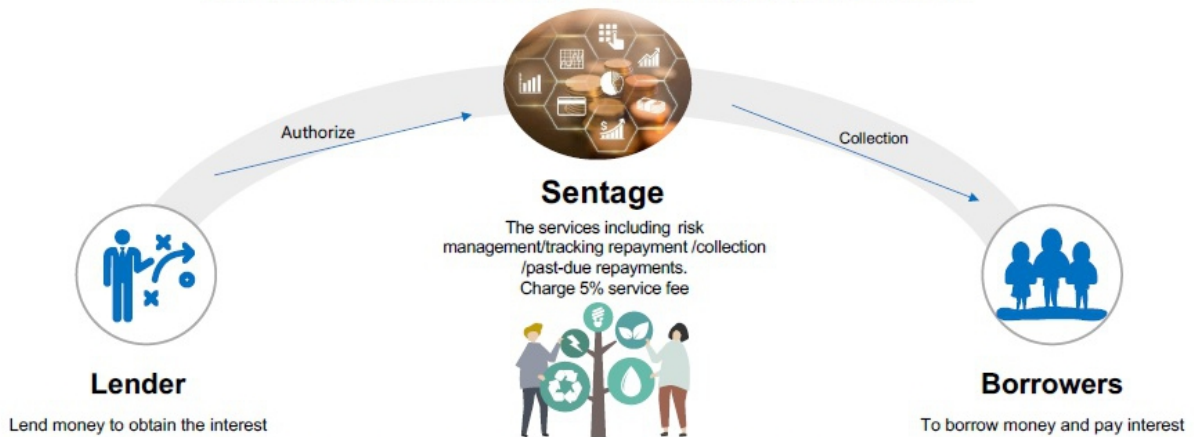 Authorize
Collection
Sentage
The services including risk
management/tracking repayment /collection
/past-due repayments.
Charge 5% service fee
Lender
Lend money to obtain the interest
Borrowers
To borrow money and pay interest